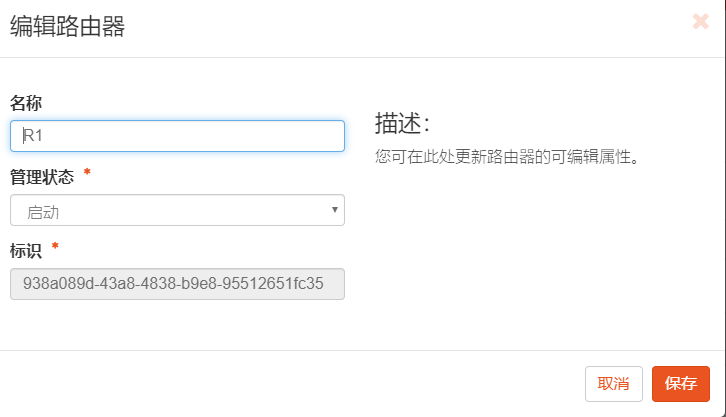 编辑路由器
×
名称
R1
管理状态 *
启动
标识 *
938a089d-43a8-4838-b9e8-95512651fc35
描述：
您可在此处更新路由器的可编辑属性。
取消
保存